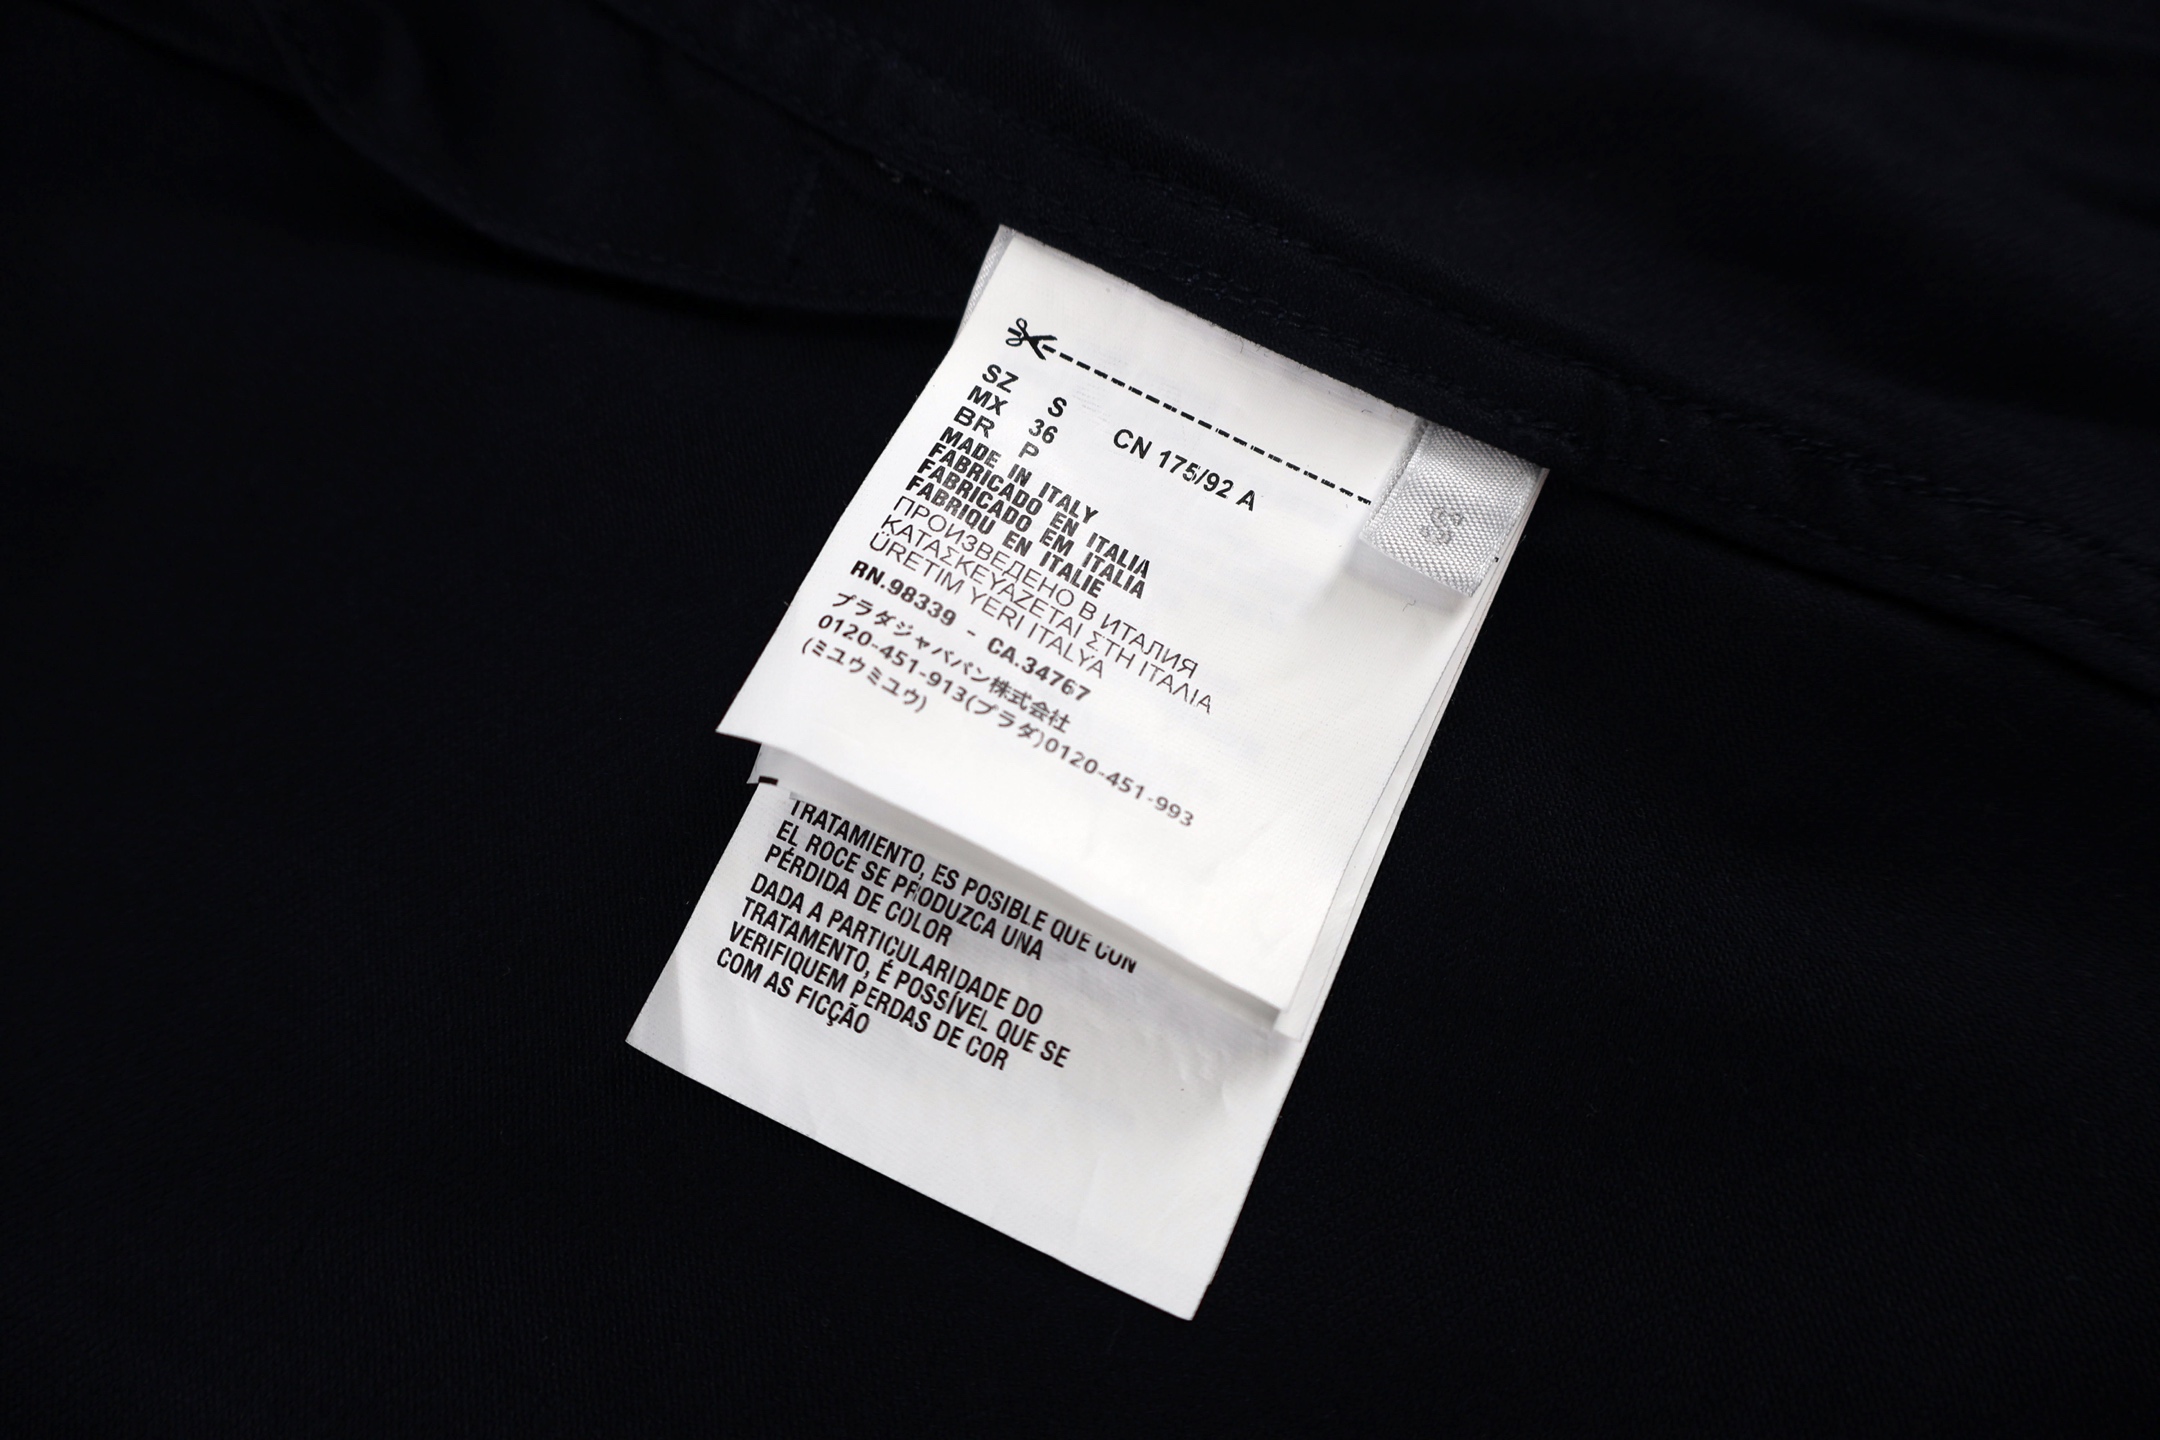 SZ S
MX 36 CN 175/92 A
BR P
MADE IN ITALY
FABRICADO EN ITALIA
FABRICADO EM ITALIA
FABRIQU EN ITALIE
ПРОИЗВЕДЕНО В ИТАЛИЯ
ΚΑΤΑΣΚΕΥΑΖΕΤΑΙ ΣΤΗ ΙΤΑΛΙΑ
ÜRETIM YERI ITALYA
RN.98339 - CA.34767
プラダジャパパン株式会社
0120-451-913(プラダ)0120-451-993
(ミユウミユウ)
S
TRATAMIENTO, ES POSIBLE QUE CON
EL ROCE SE PRODUZCA UNA
PÉRDIDA DE COLOR
DADA A PARTICULARIDADE DO
TRATAMENTO, É POSSÍVEL QUE SE
VERIFIQUEM PERDAS DE COR
COM AS FICÇÃO